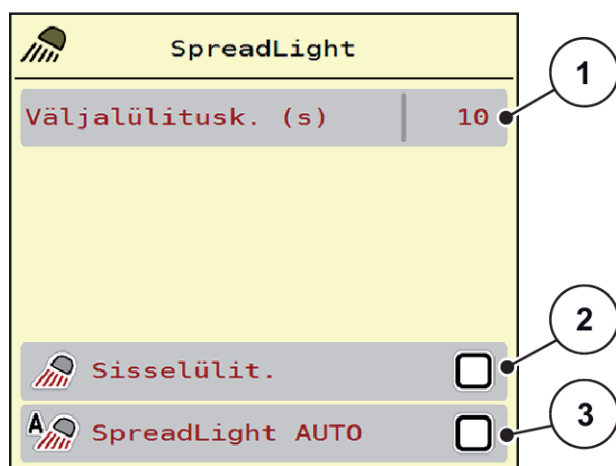 SpreadLight
Väljalülitusk. (s) 10
1
Sisselülit.
2
A
SpreadLight AUTO
3